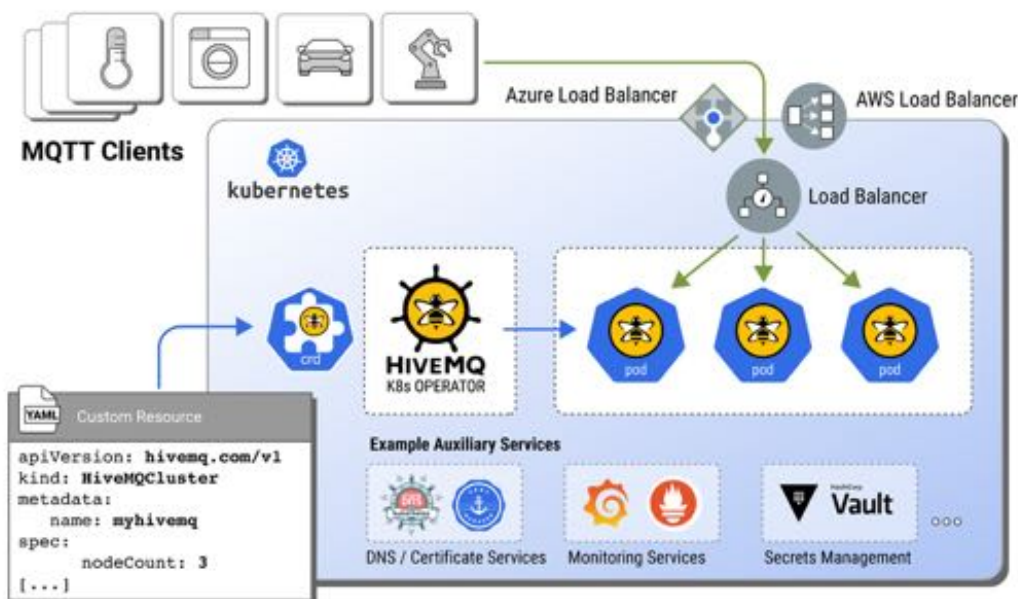 MQTT Clients
Azure Load Balancer
AWS Load Balancer
kubernetes
Load Balancer
crd
HIVEMQ
K8s OPERATOR
pod
pod
pod
YAML
Custom Resource
apiVersion: hivemq.com/v1
kind: HiveMQCluster
metadata:
name: myhivemq
spec:
nodeCount: 3
[...]
Example Auxiliary Services
DNS
HashiCorp
Vault
DNS / Certificate Services
Monitoring Services
Secrets Management